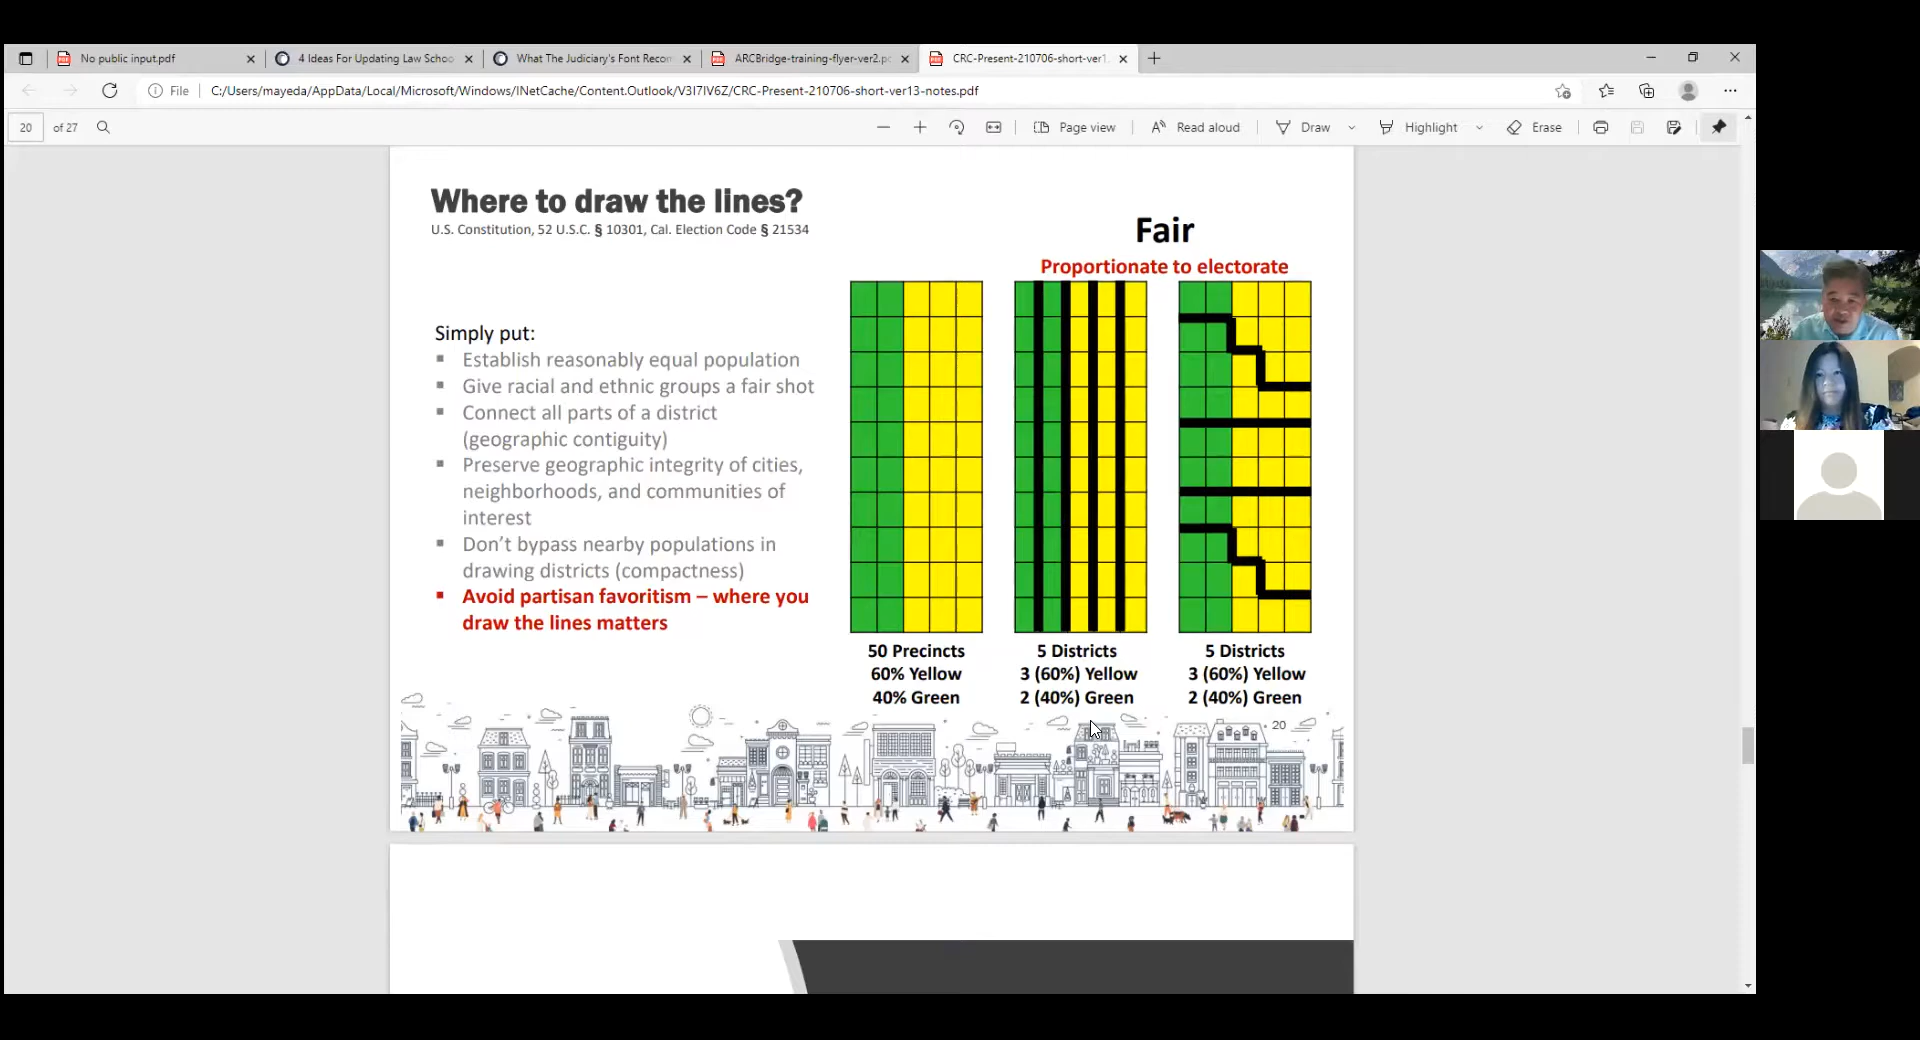 No public input.pdf
4 Ideas For Updating Law Schoo
What The Judiciary's Font Recon
ARCBridge-training-flyer-ver2.pc
CRC-Present-210706-short-ver1
File
C:/Users/mayeda/AppData/Local/Microsoft/Windows/INetCache/Content.Outlook/V3I7IV6Z/CRC-Present-210706-short-ver13-notes.pdf
20 of 27
Page view
Read aloud
Draw
Highlight
Erase
Where to draw the lines?
U.S. Constitution, 52 U.S.C. § 10301, Cal. Election Code § 21534
Fair
Proportionate to electorate
Simply put:
▪ Establish reasonably equal population
▪ Give racial and ethnic groups a fair shot
▪ Connect all parts of a district
(geographic contiguity)
▪ Preserve geographic integrity of cities,
neighborhoods, and communities of
interest
▪ Don't bypass nearby populations in
drawing districts (compactness)
▪ Avoid partisan favoritism – where you
draw the lines matters
50 Precincts
60% Yellow
40% Green
5 Districts
3 (60%) Yellow
2 (40%) Green
5 Districts
3 (60%) Yellow
2 (40%) Green
20